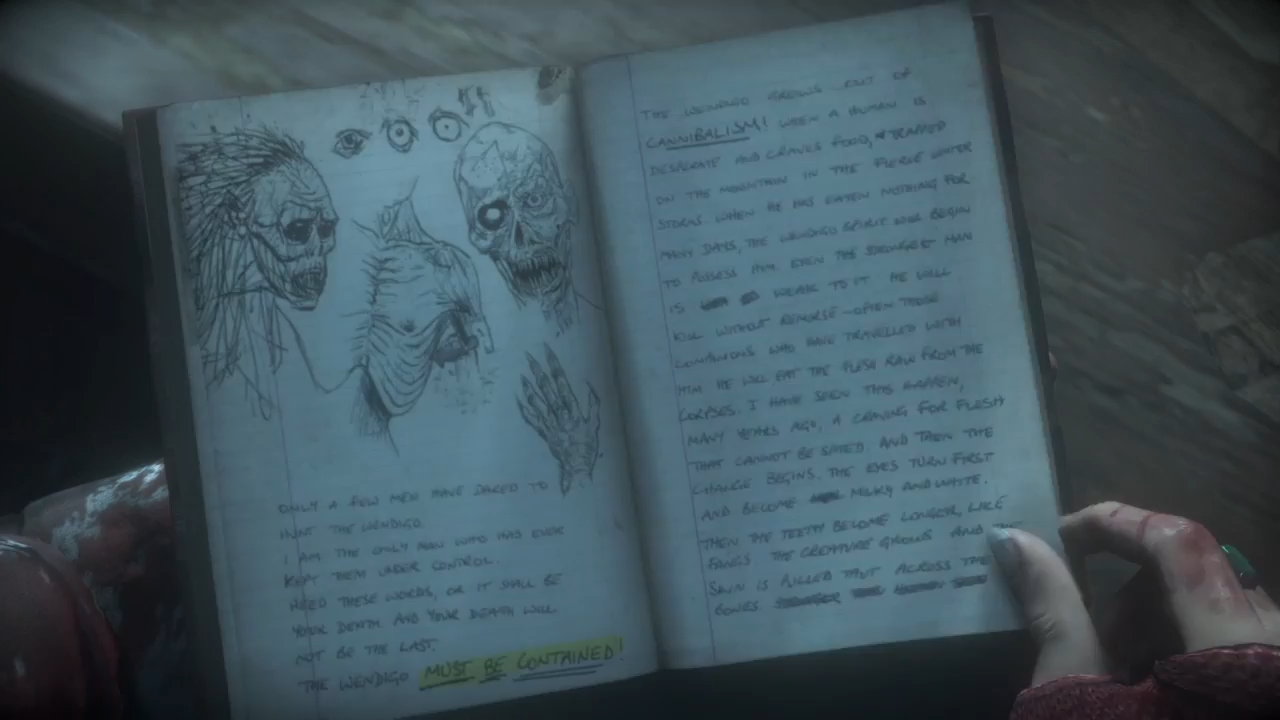 ONLY A FEW MEN HAVE DARED TO
HUNT THE WENDIGO.
I AM THE ONLY MAN WHO HAS EVER
KEPT THEM UNDER CONTROL.
HEED THESE WORDS, OR IT SHALL BE
YOUR DEATH. AND YOUR DEATH WILL
NOT BE THE LAST.
THE WENDIGO MUST BE CONTAINED!
THE WENDIGO GROWS OUT OF
CANNIBALISM! WHEN A HUMAN IS
DESPERATE AND CRAVES FOOD, TRAPPED
ON THE MOUNTAIN IN THE FIERCE WINTER
STORMS. WHEN HE HAS EATEN NOTHING FOR
MANY DAYS, THE WENDIGO SPIRIT WILL BEGIN
TO POSSESS HIM. EVEN THE STRONGEST MAN
IS WEAK TO IT. HE WILL
KILL WITHOUT REMORSE - OFTEN THOSE
COMPANIONS WHO HAVE TRAVELLED WITH
HIM. HE WILL EAT THE FLESH RAW FROM THE
CORPSES. I HAVE SEEN THIS HAPPEN,
MANY YEARS AGO, A CRAVING FOR FLESH
THAT CANNOT BE SATED. AND THEN THE
CHANGE BEGINS. THE EYES TURN FIRST
AND BECOME MILKY AND WHITE.
THEN THE TEETH BECOME LONGER, LIKE
FANGS. THE CREATURE GROWS AND THE
SKIN IS PULLED TAUT ACROSS THE
BONES.